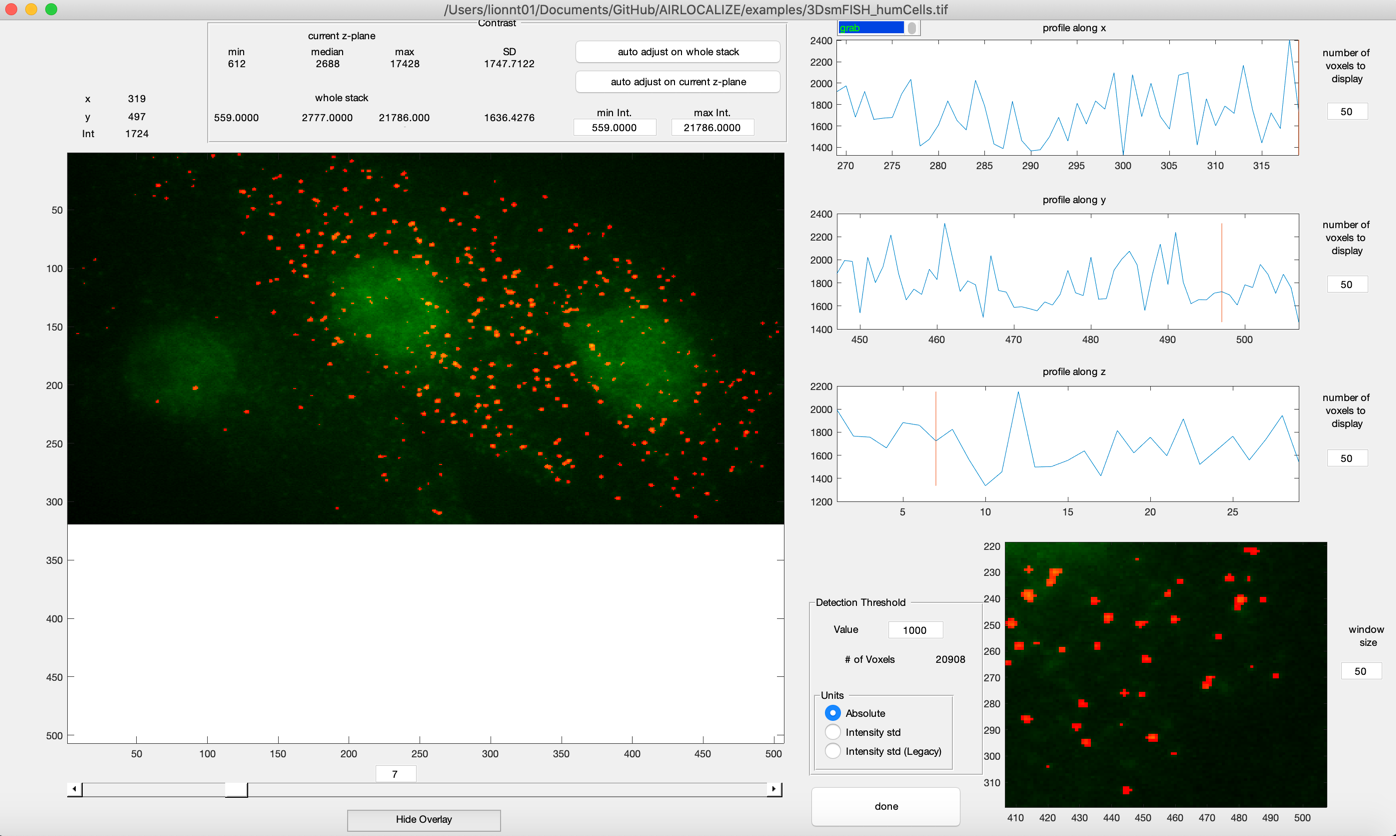 /Users/lionnt01/Documents/GitHub/AIRLOCALIZE/examples/3DsmFISH_humCells.tif
Contrast
current z-plane
min median max SD
612 2688 17428 1747.7122
whole stack
559.0000 2777.0000 21786.000 1636.4276
auto adjust on whole stack
auto adjust on current z-plane
min Int. max Int.
559.0000 21786.0000
x 319
y 497
Int 1724
50
100
150
200
250
300
350
400
450
500
50 100 150 200 250 300 350 400 450 500
7
Hide Overlay
grab
profile along x
2400
2200
2000
1800
1600
1400
270 275 280 285 290 295 300 305 310 315
number of
voxels to
display
50
profile along y
2400
2200
2000
1800
1600
1400
450 460 470 480 490 500
number of
voxels to
display
50
profile along z
2200
2000
1800
1600
1400
1200
5 10 15 20 25
number of
voxels to
display
50
Detection Threshold
Value 1000
# of Voxels 20908
Units
Absolute
Intensity std
Intensity std (Legacy)
done
220
230
240
250
260
270
280
290
300
310
410 420 430 440 450 460 470 480 490 500
window
size
50